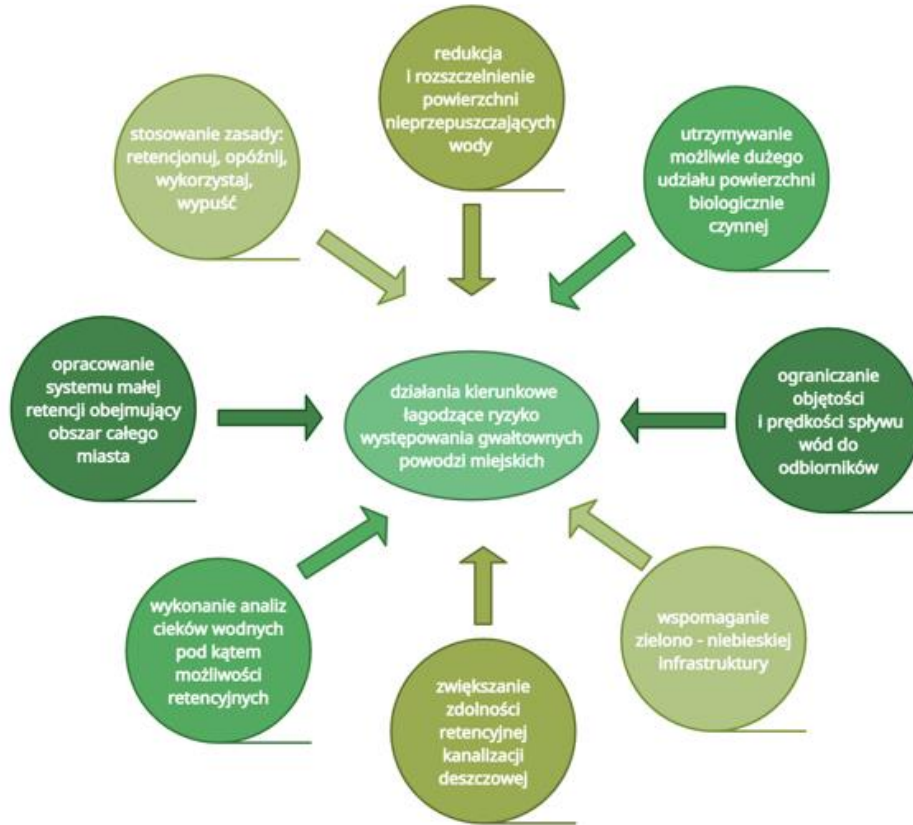 redukcja
i rozszczelnienie
powierzchni
nieprzepuszczających
wody
utrzymywanie
możliwie dużego
udziału powierzchni
biologicznie
czynnej
ograniczanie
objętości
i prędkości spływu
wód do
odbiorników
wspomaganie
zielono - niebieskiej
infrastruktury
zwiększanie
zdolności
retencyjnej
kanalizacji
deszczowej
wykonanie analiz
cieków wodnych
pod kątem
możliwości
retencyjnych
opracowanie
systemu małej
retencji obejmujący
obszar całego
miasta
stosowanie zasady:
retencjonuj, opóźnij,
wykorzystaj,
wypuść
działania kierunkowe
łagodzące ryzyko
występowania gwałtownych
powodzi miejskich